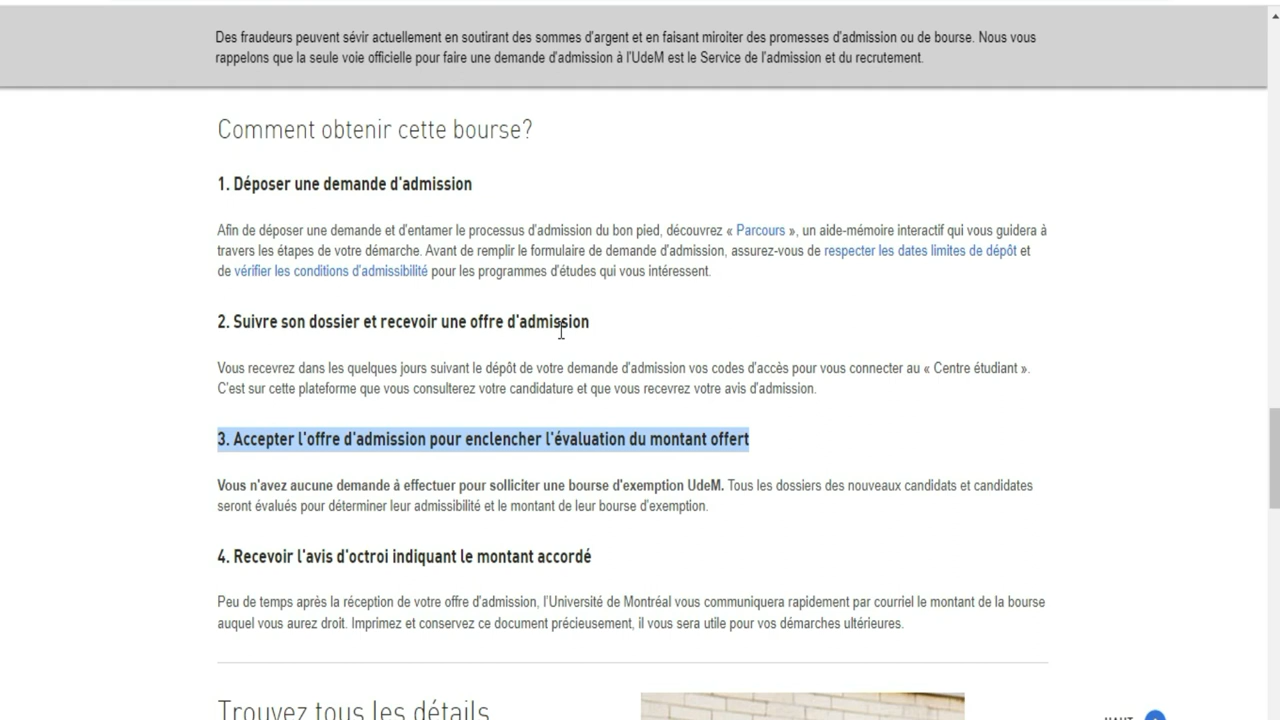 Des fraudeurs peuvent sévir actuellement en soutirant des sommes d'argent et en faisant miroiter des promesses d'admission ou de bourse. Nous vous
rappelons que la seule voie officielle pour faire une demande d'admission à l'UdeM est le Service de l'admission et du recrutement.
Comment obtenir cette bourse?
1. Déposer une demande d'admission
Afin de déposer une demande et d'entamer le processus d'admission du bon pied, découvrez « Parcours », un aide-mémoire interactif qui vous guidera à
travers les étapes de votre démarche. Avant de remplir le formulaire de demande d'admission, assurez-vous de respecter les dates limites de dépôt et
de vérifier les conditions d'admissibilité pour les programmes d'études qui vous intéressent.
2. Suivre son dossier et recevoir une offre d'admission
Vous recevrez dans les quelques jours suivant le dépôt de votre demande d'admission vos codes d'accès pour vous connecter au « Centre étudiant ».
C'est sur cette plateforme que vous consulterez votre candidature et que vous recevrez votre avis d'admission.
3. Accepter l'offre d'admission pour enclencher l'évaluation du montant offert
Vous n'avez aucune demande à effectuer pour solliciter une bourse d'exemption UdeM. Tous les dossiers des nouveaux candidats et candidates
seront évalués pour déterminer leur admissibilité et le montant de leur bourse d'exemption.
4. Recevoir l'avis d'octroi indiquant le montant accordé
Peu de temps après la réception de votre offre d'admission, l'Université de Montréal vous communiquera rapidement par courriel le montant de la bourse
auquel vous aurez droit. Imprimez et conservez ce document précieusement, il vous sera utile pour vos démarches ultérieures.
Trouvez tous les détails
HAUT